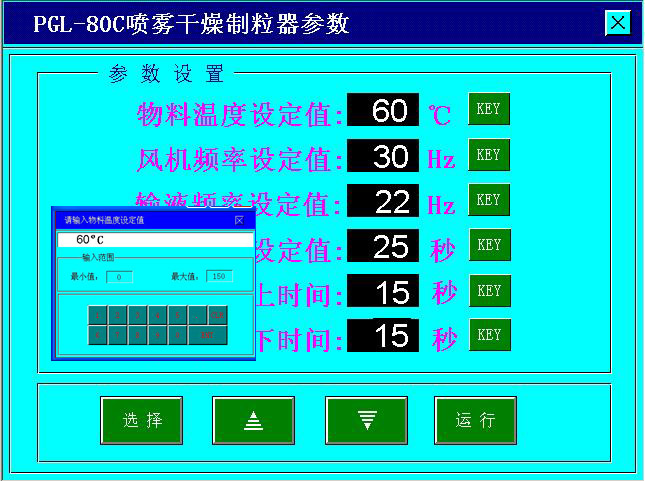 PGL-80C喷雾干燥制粒器参数
参数设置
物料温度设定值: 60 ℃ KEY
风机频率设定值: 30 Hz KEY
输液频率设定值: 22 Hz KEY
设定值: 25 秒 KEY
上时间: 15 秒 KEY
下时间: 15 秒 KEY
请输入物料温度设定值
60°C
输入范围
最小值: 0 最大值: 150
选择 运行